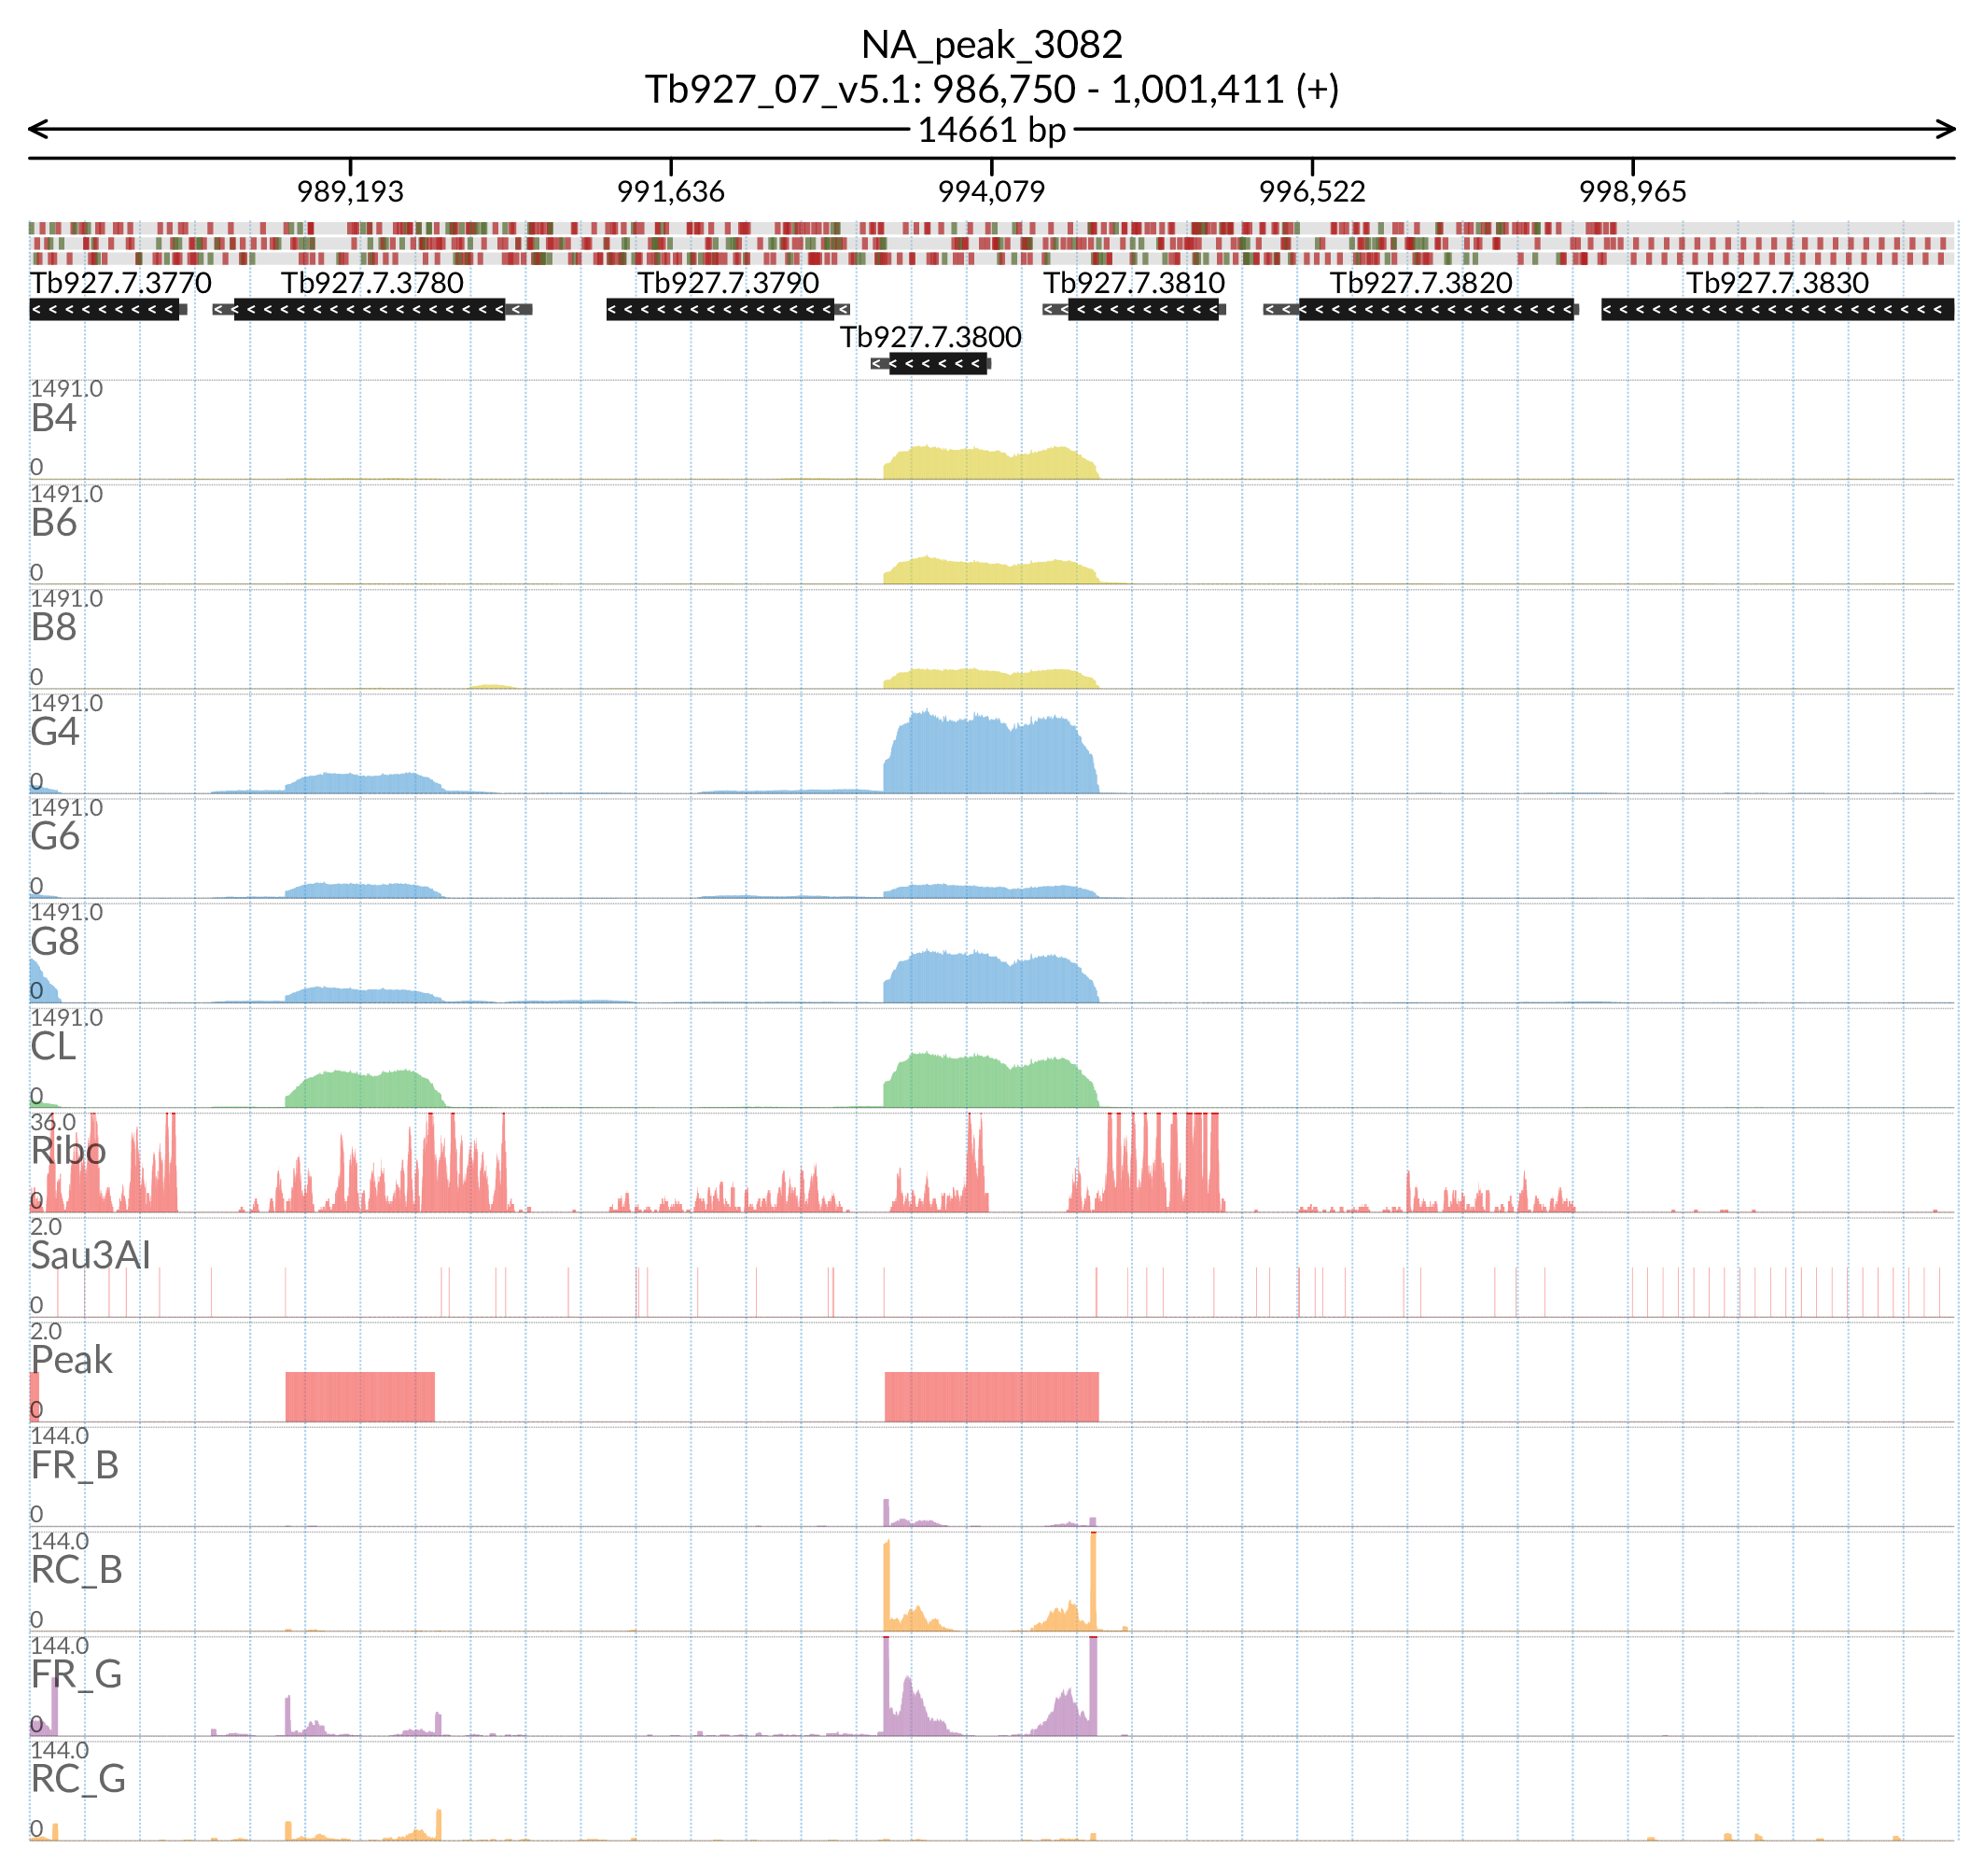 NA_peak_3082
Tb927_07_v5.1: 986,750 - 1,001,411 (+)
14661 bp
989,193 991,636 994,079 996,522 998,965
Tb927.7.3770 Tb927.7.3780 Tb927.7.3790 Tb927.7.3810 Tb927.7.3820 Tb927.7.3830
Tb927.7.3800
1491.0
B4
0
1491.0
B6
0
1491.0
B8
0
1491.0
G4
0
1491.0
G6
0
1491.0
G8
0
1491.0
CL
0
36.0
Ribo
0
2.0
Sau3AI
0
2.0
Peak
0
144.0
FR_B
0
144.0
RC_B
0
144.0
FR_G
0
144.0
RC_G
0